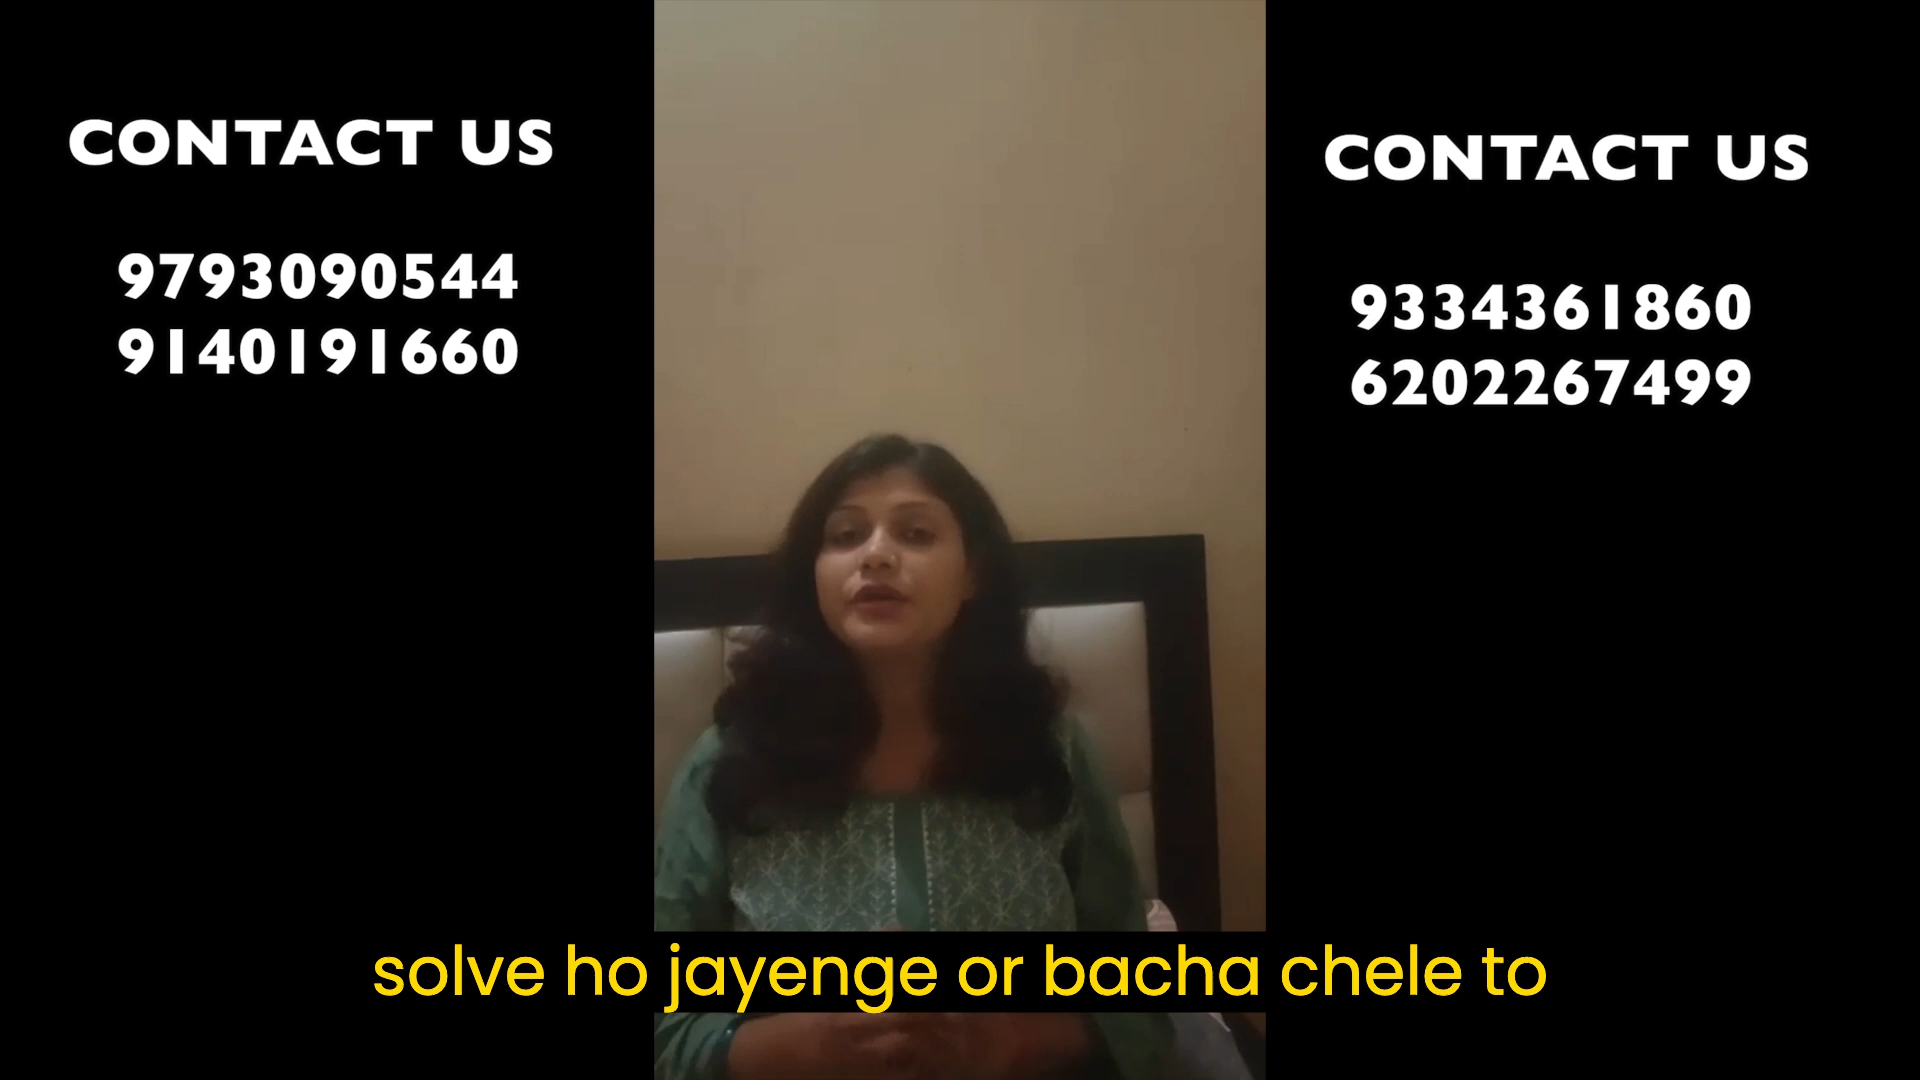 CONTACT US
9793090544
9140191660
CONTACT US
9334361860
6202267499
solve ho jayenge or bacha chele to